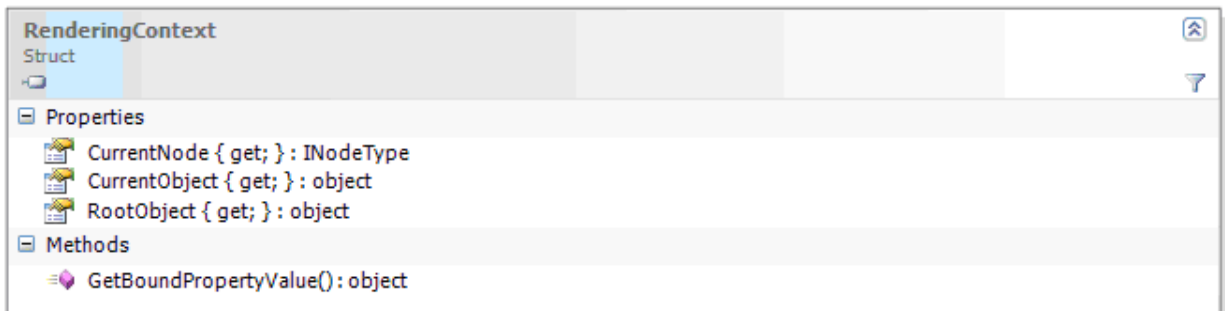 RenderingContext
Struct
Properties
CurrentNode { get; } : INodeType
CurrentObject { get; } : object
RootObject { get; } : object
Methods
GetBoundPropertyValue() : object